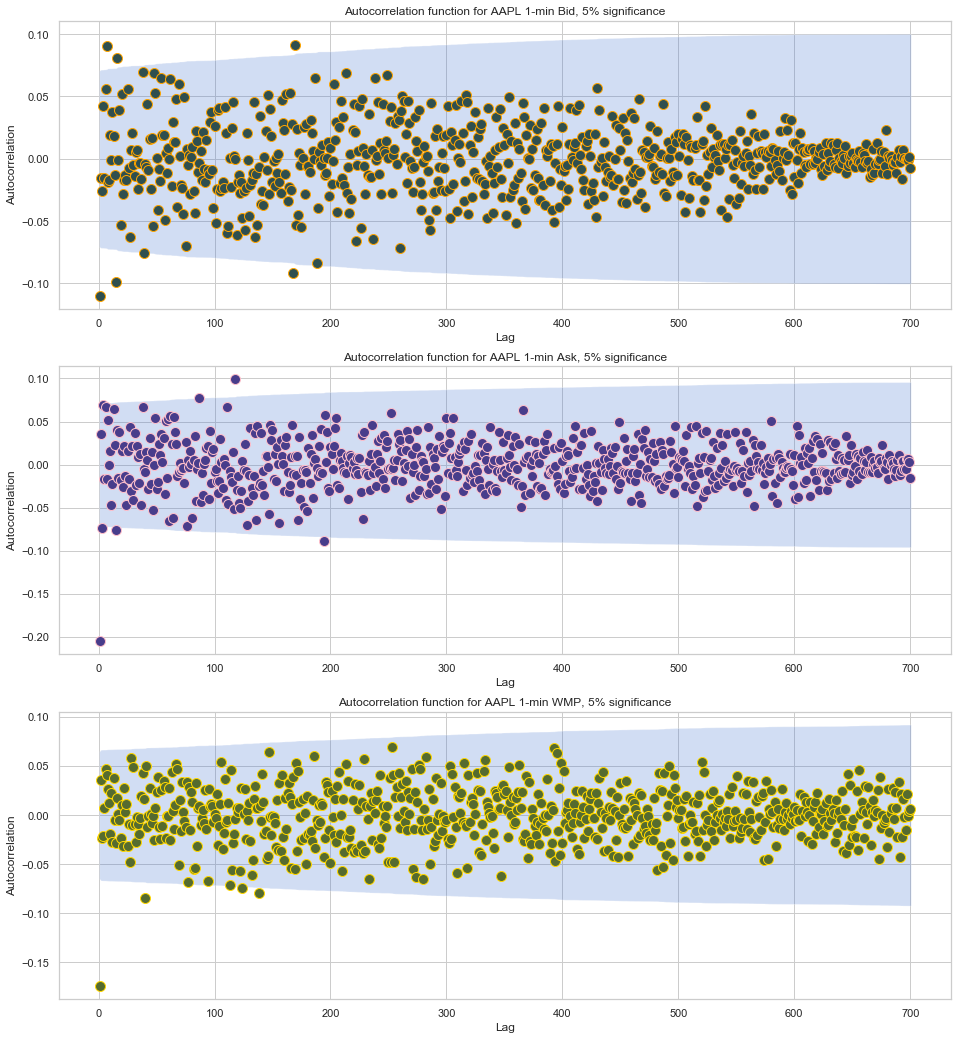 Autocorrelation function for AAPL 1-min Bid, 5% significance
0.10
0.05
0.00
−0.05
−0.10
Autocorrelation
0 100 200 300 400 500 600 700
Lag
Autocorrelation function for AAPL 1-min Ask, 5% significance
0.10
0.05
0.00
−0.05
−0.10
−0.15
−0.20
Autocorrelation
0 100 200 300 400 500 600 700
Lag
Autocorrelation function for AAPL 1-min WMP, 5% significance
0.10
0.05
0.00
−0.05
−0.10
−0.15
Autocorrelation
0 100 200 300 400 500 600 700
Lag